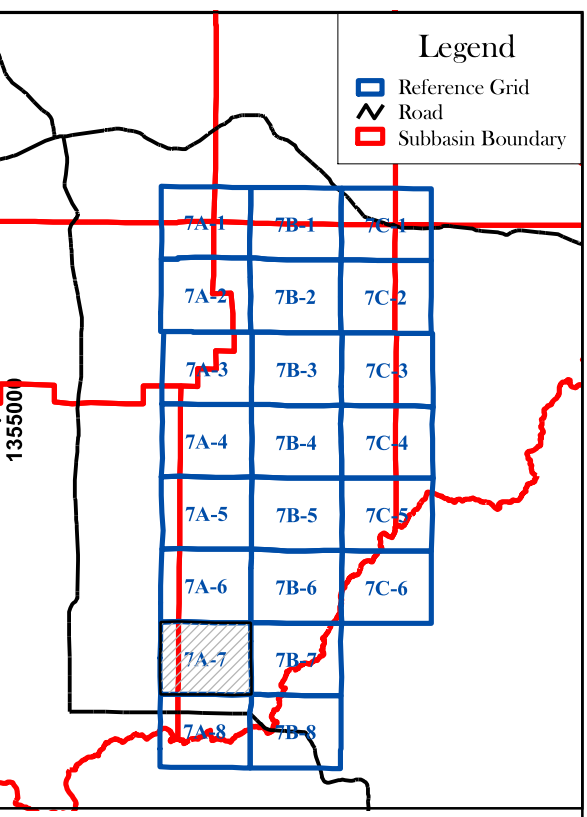 Legend
Reference Grid
Road
Subbasin Boundary
7A-1 7B-1 7C-1
7A-2 7B-2 7C-2
7A-3 7B-3 7C-3
1355000
7A-4 7B-4 7C-4
7A-5 7B-5 7C-5
7A-6 7B-6 7C-6
7A-7 7B-7
7A-8 7B-8